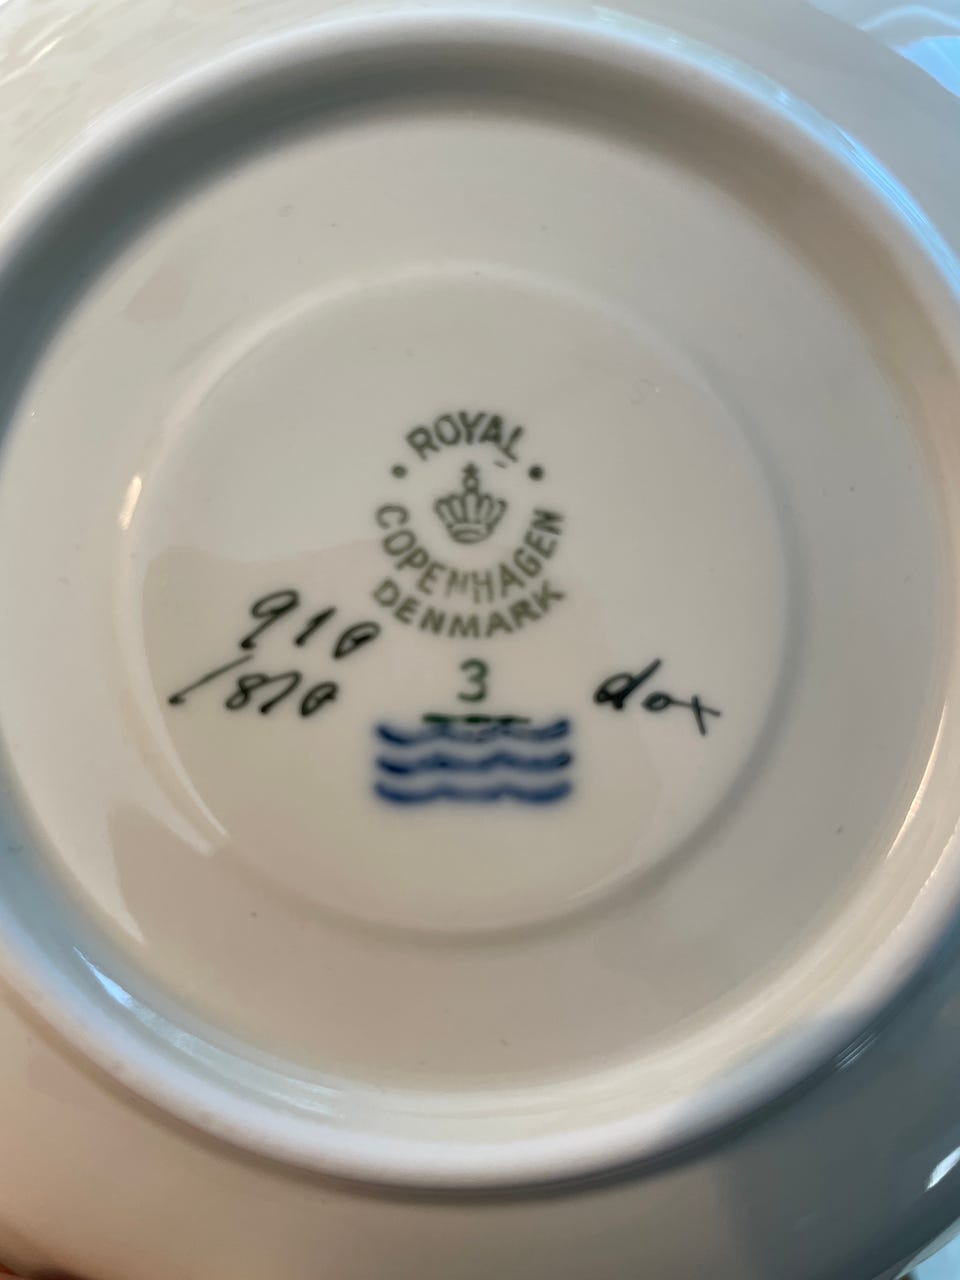 ROYAL
COPENHAGEN
DENMARK
910
1870
3
dox